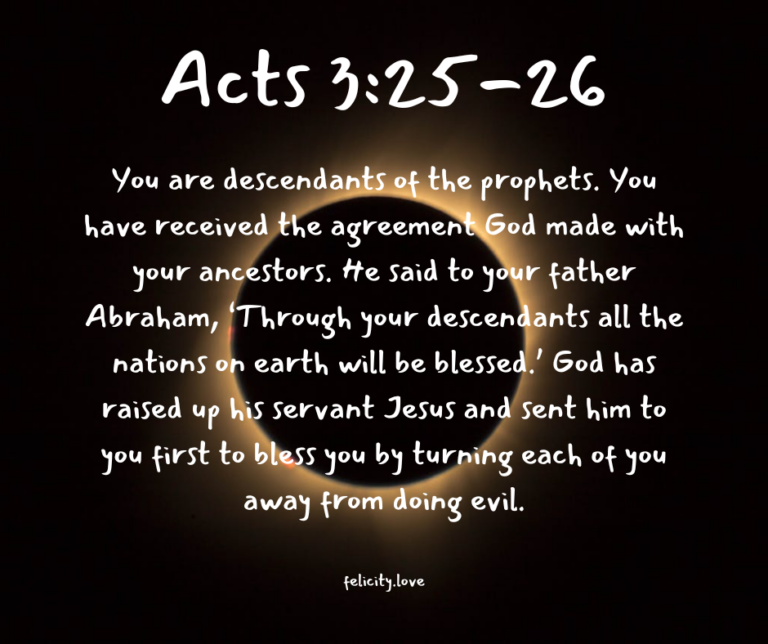 Acts 3:25-26
You are descendants of the prophets. You
have received the agreement God made with
your ancestors. He said to your father
Abraham, ‘Through your descendants all the
nations on earth will be blessed.’ God has
raised up his servant Jesus and sent him to
you first to bless you by turning each of you
away from doing evil.
felicity.love